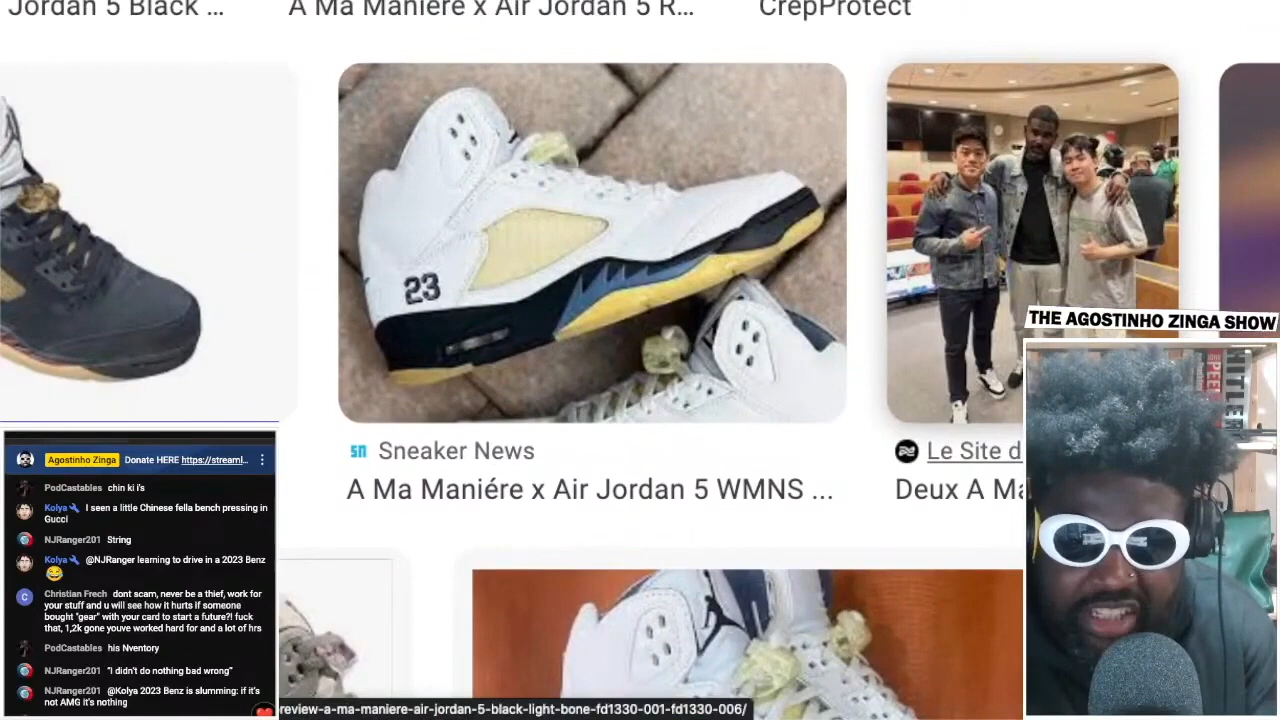 Jordan 5 Black ...
A Ma Maniére x Air Jordan 5 R...
CrepProtect
23
Sneaker News
A Ma Maniére x Air Jordan 5 WMNS ...
Le Site d
Deux A Ma
THE AGOSTINHO ZINGA SHOW
Agostinho Zinga Donate HERE https://streaml...
PodCastables chin ki i's
Kolya I seen a little Chinese fella bench pressing in
Gucci
NJRanger201 String
Kolya @NJRanger learning to drive in a 2023 Benz
😂
Christian Frech dont scam, never be a thief, work for
your stuff and u will see how it hurts if someone
bought "gear" with your card to start a future?! fuck
that, 1,2k gone youve worked hard for and a lot of hrs
PodCastables his Nventory
NJRanger201 "I didn't do nothing bad wrong"
NJRanger201 @Kolya 2023 Benz is slumming: if it's
not AMG it's nothing
review-a-ma-maniere-air-jordan-5-black-light-bone-fd1330-001-fd1330-006/